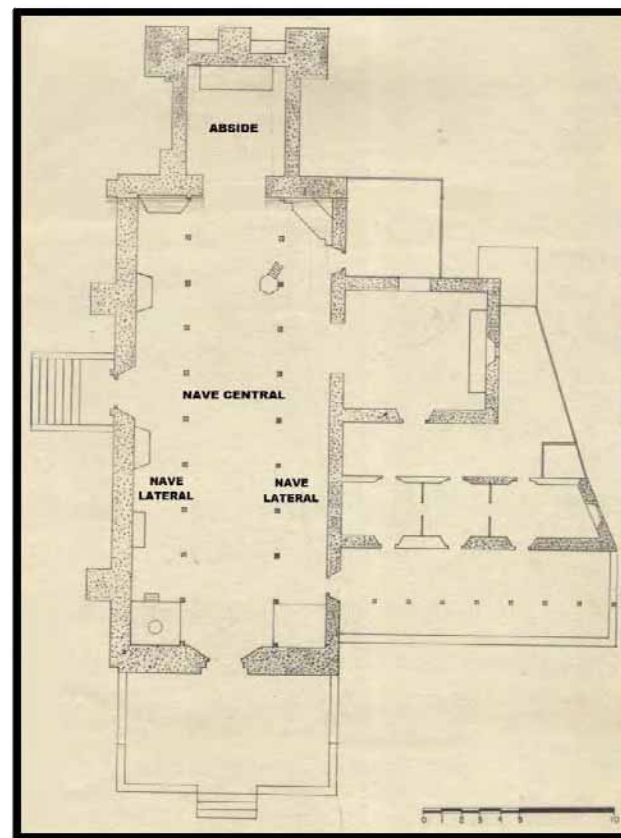 ABSIDE
NAVE CENTRAL
NAVE
LATERAL
NAVE
LATERAL
0 1 2 3 4 5 10